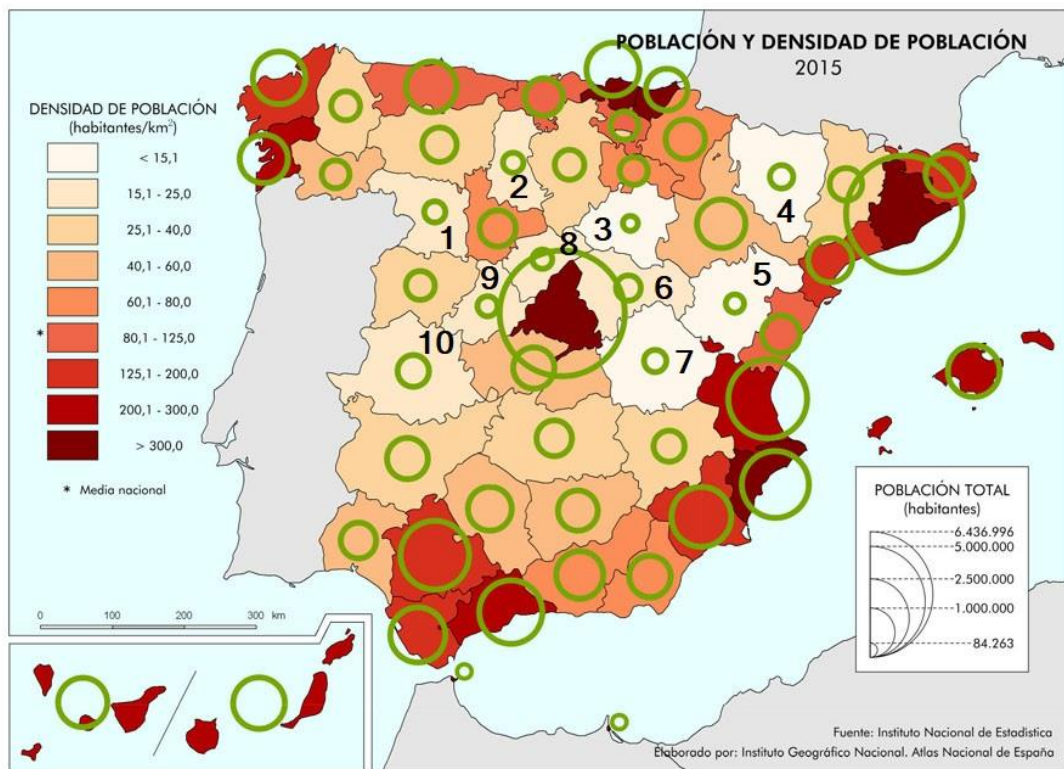 POBLACIÓN Y DENSIDAD DE POBLACIÓN
2015
DENSIDAD DE POBLACIÓN
(habitantes/km²)
< 15,1
15,1 - 25,0
25,1 - 40,0
40,1 - 60,0
60,1 - 80,0
* 80,1 - 125,0
125,1 - 200,0
200,1 - 300,0
> 300,0
* Media nacional
1
2
3
4
5
6
7
8
9
10
POBLACIÓN TOTAL
(habitantes)
6.436.996
5.000.000
2.500.000
1.000.000
84.263
0 100 200 300 km
Fuente: Instituto Nacional de Estadística
Elaborado por: Instituto Geográfico Nacional. Atlas Nacional de España